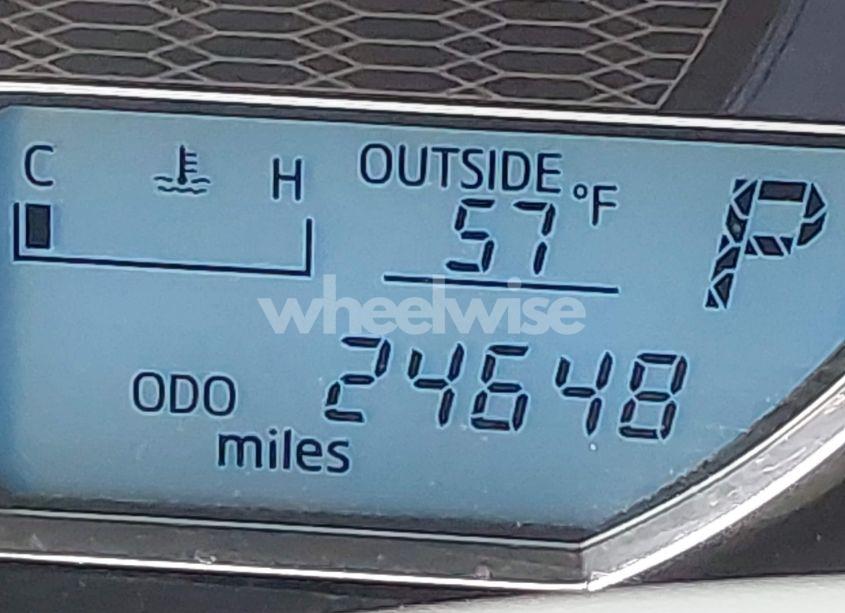 C H OUTSIDE °F
57 P
wheelwise
ODO 24648
miles